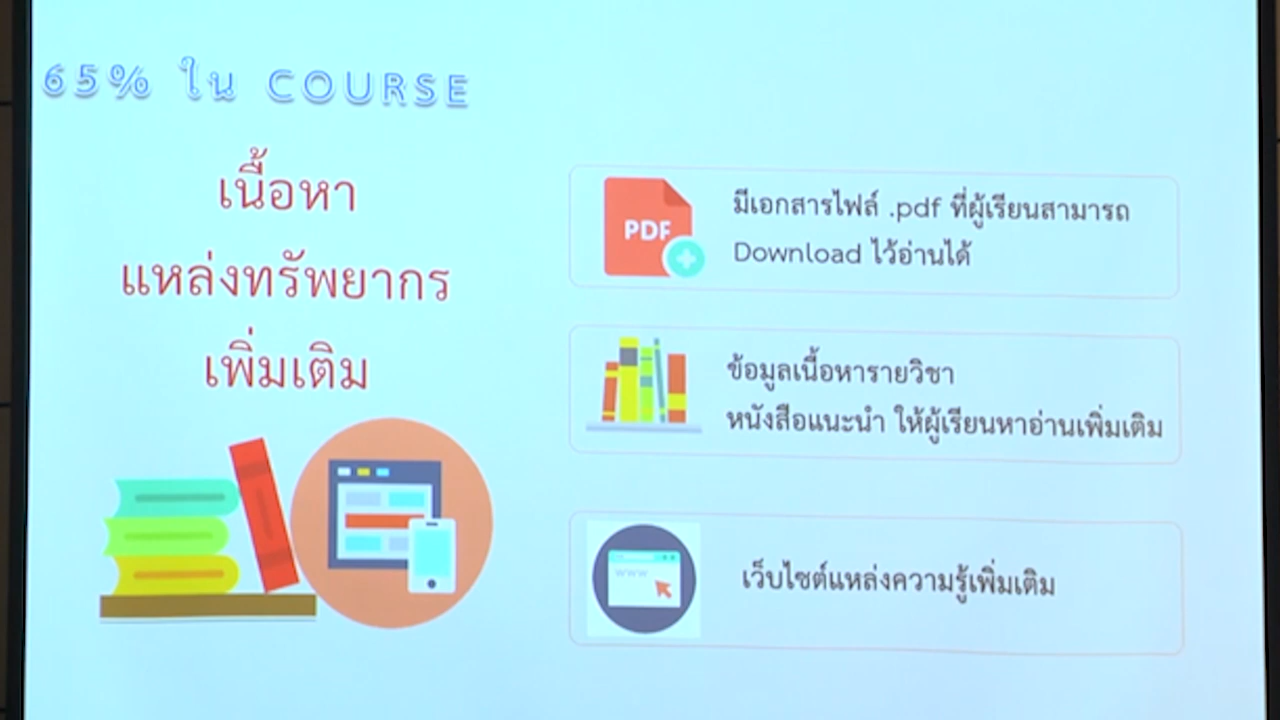 65% ใน COURSE
เนื้อหา
แหล่งทรัพยากร
เพิ่มเติม
PDF
มีเอกสารไฟล์ .pdf ที่ผู้เรียนสามารถ
Download ไว้อ่านได้
ข้อมูลเนื้อหารายวิชา
หนังสือแนะนำ ให้ผู้เรียนหาอ่านเพิ่มเติม
www
เว็บไซต์แหล่งความรู้เพิ่มเติม